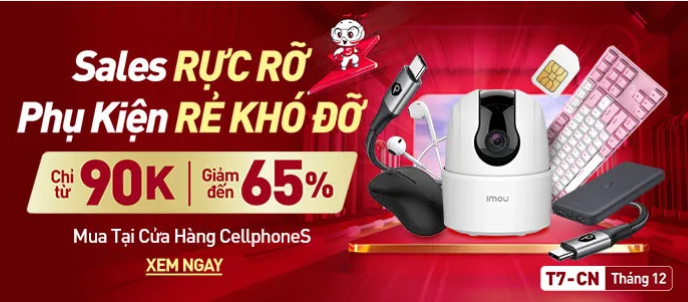 Sales RỰC RỠ
Phụ Kiện RẺ KHÓ ĐỠ
Chỉ từ 90K | Giảm đến 65%
Mua Tại Cửa Hàng CellphoneS
XEM NGAY
imou
T7-CN Tháng 12